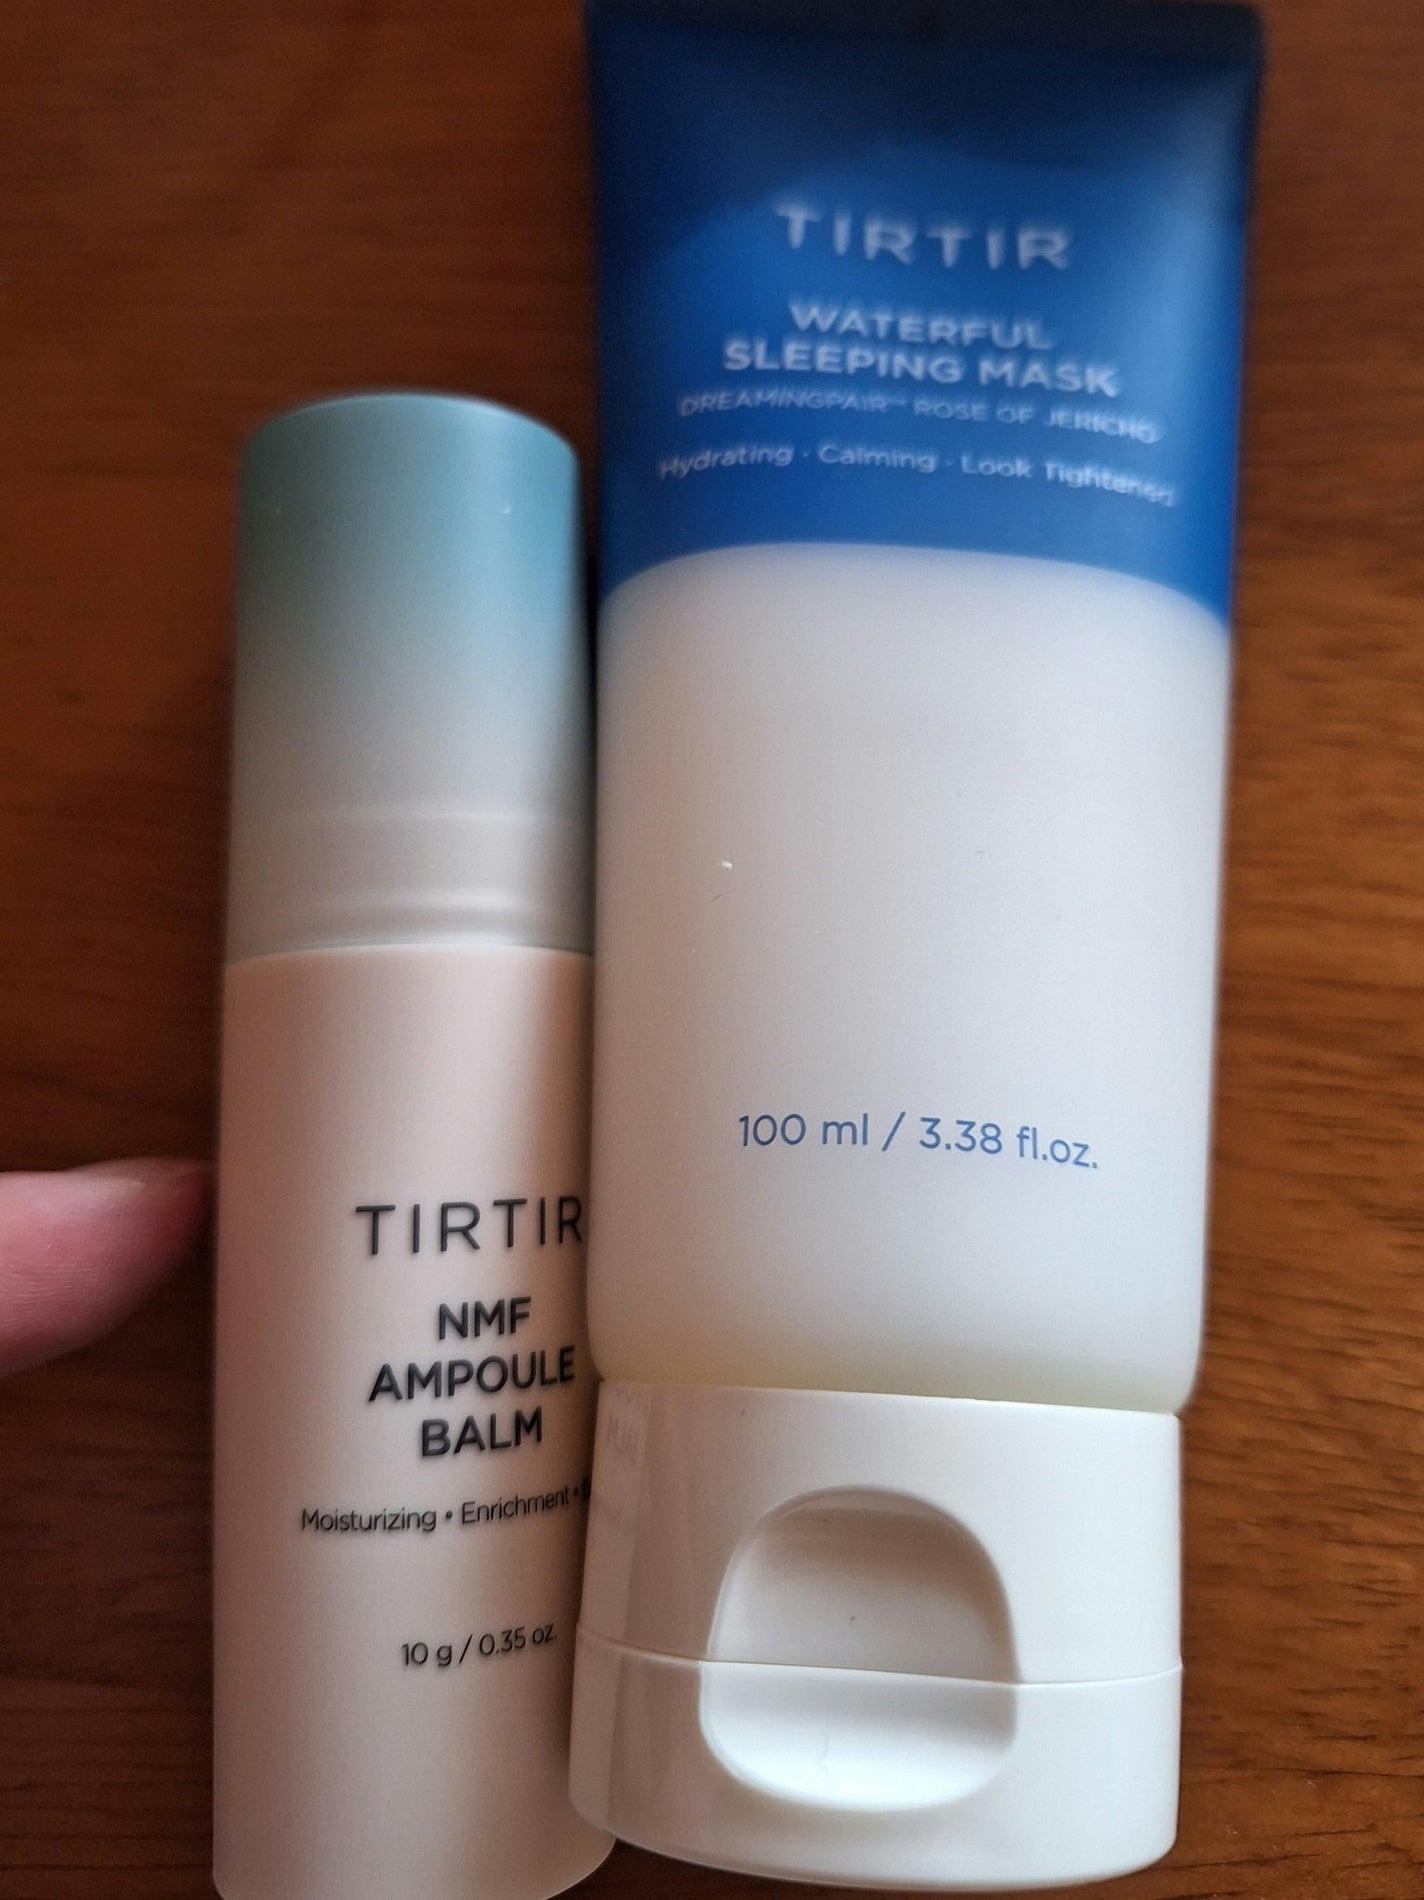 TIRTIR
WATERFUL
SLEEPING MASK
DREAMINGPAIR™ ROSE OF JERICHO
Hydrating · Calming · Look Tightened
100 ml / 3.38 fl.oz.
TIRTIR
NMF
AMPOULE
BALM
Moisturizing • Enrichment •
10 g / 0.35 oz.